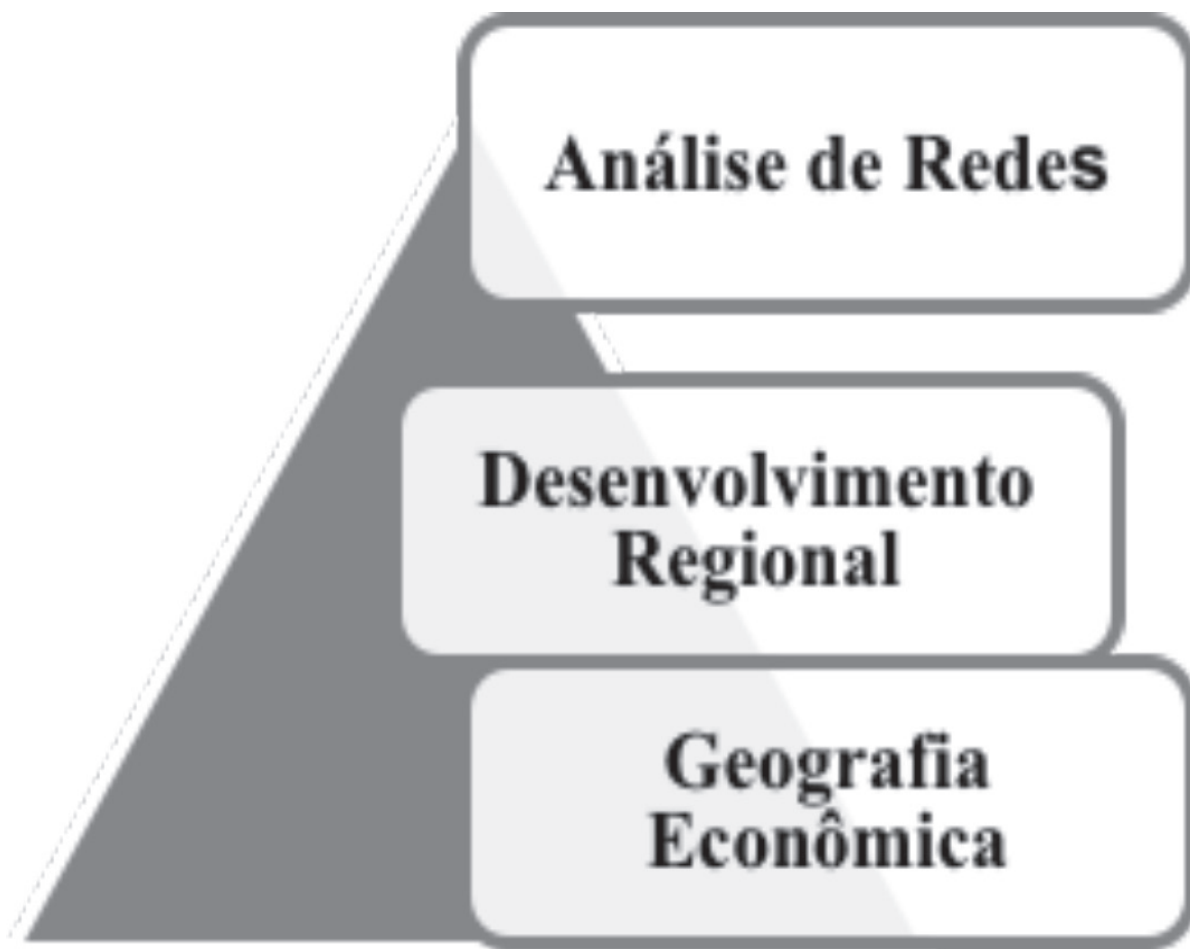 Análise de Redes
Desenvolvimento
Regional
Geografia
Econômica